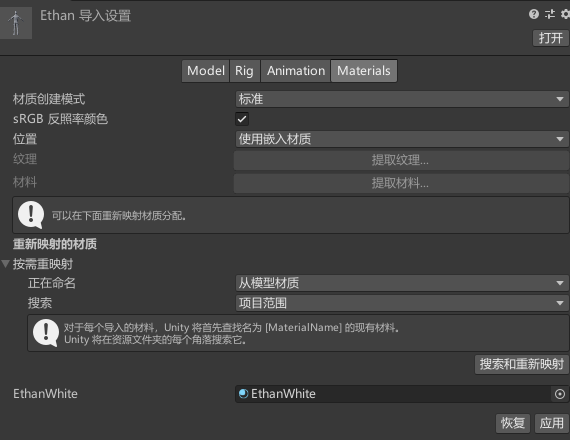 Ethan 导入设置
打开
Model Rig Animation Materials
材质创建模式 标准
sRGB 反照率颜色
位置 使用嵌入材质
纹理 提取纹理...
材料 提取材料...
可以在下面重新映射材质分配。
重新映射的材质
按需重映射
正在命名 从模型材质
搜索 项目范围
对于每个导入的材料，Unity 将首先查找名为 [MaterialName] 的现有材料。
Unity 将在资源文件夹的每个角落搜索它。
搜索和重新映射
EthanWhite EthanWhite
恢复 应用